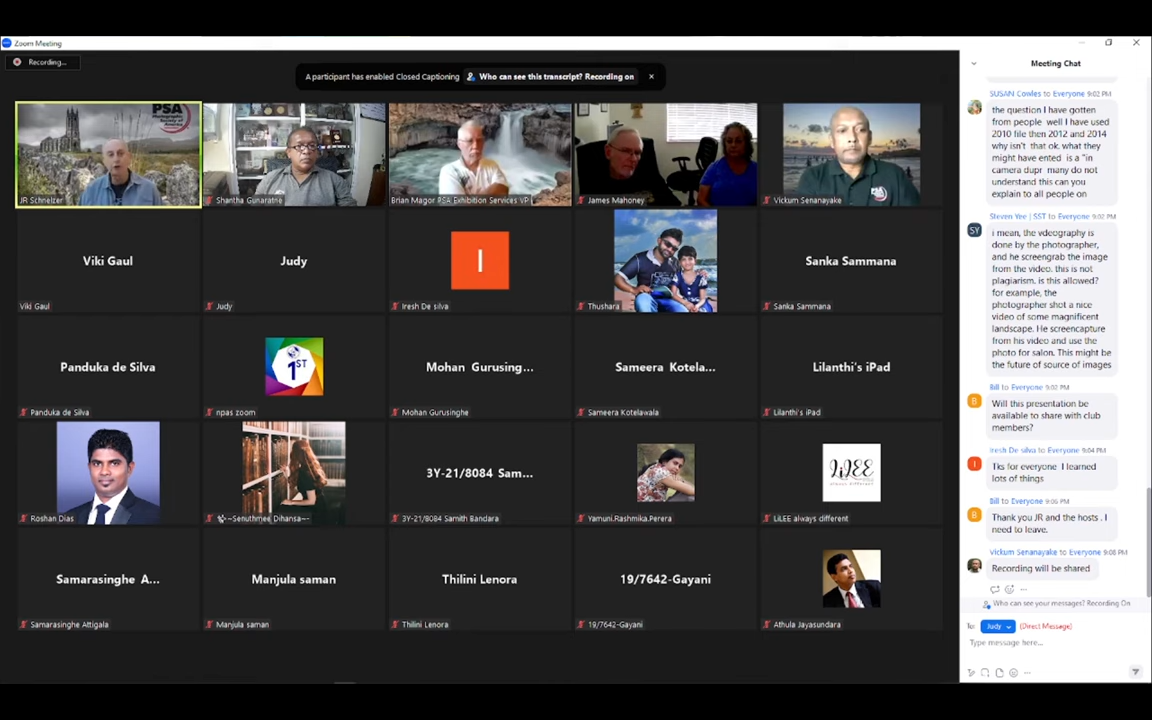 Zoom Meeting
Recording...
A participant has enabled Closed Captioning
Who can see this transcript? Recording on
PSA
Photographic
Society of
America
JR Schnelzer
Shantha Gunaratne
Brian Magor PSA Exhibition Services VP
James Mahoney
Vickum Senanayake
Viki Gaul
Viki Gaul
Judy
Judy
I
Iresh De silva
Thushara
Sanka Sammana
Sanka Sammana
Panduka de Silva
Panduka de Silva
1ST
npas zoom
Mohan Gurusing...
Mohan Gurusinghe
Sameera Kotela...
Sameera Kotelawala
Lilanthi's iPad
Lilanthi's iPad
Roshan Dias
~Senuthmee Dihansa~
3Y-21/8084 Sam...
3Y-21/8084 Samith Bandara
Yamuni.Rashmika.Perera
LiLEE
LiLEE always different
Samarasinghe A...
Samarasinghe Attigala
Manjula saman
Manjula saman
Thilini Lenora
Thilini Lenora
19/7642-Gayani
19/7642-Gayani
Athula Jayasundara
Meeting Chat
SUSAN Cowles to Everyone 9:02 PM
the question I have gotten
from people well I have used
2010 file then 2012 and 2014
why isn't that ok. what they
might have ented is a "in
camera dupr many do not
understand this can you
explain to all people on
Steven Yee | SST to Everyone 9:02 PM
SY
i mean, the vdeography is
done by the photographer,
and he screengrab the image
from the video. this is not
plagiarism. is this allowed?
for example, the
photographer shot a nice
video of some magnificent
landscape. He screencapture
from his video and use the
photo for salon. This might be
the future of source of images
Bill to Everyone 9:02 PM
B
Will this presentation be
available to share with club
members?
Iresh De silva to Everyone 9:04 PM
I
Tks for everyone I learned
lots of things
Bill to Everyone 9:06 PM
B
Thank you JR and the hosts . I
need to leave.
Vickum Senanayake to Everyone 9:08 PM
Recording will be shared
Who can see your messages? Recording On
To: Judy (Direct Message)
Type message here...